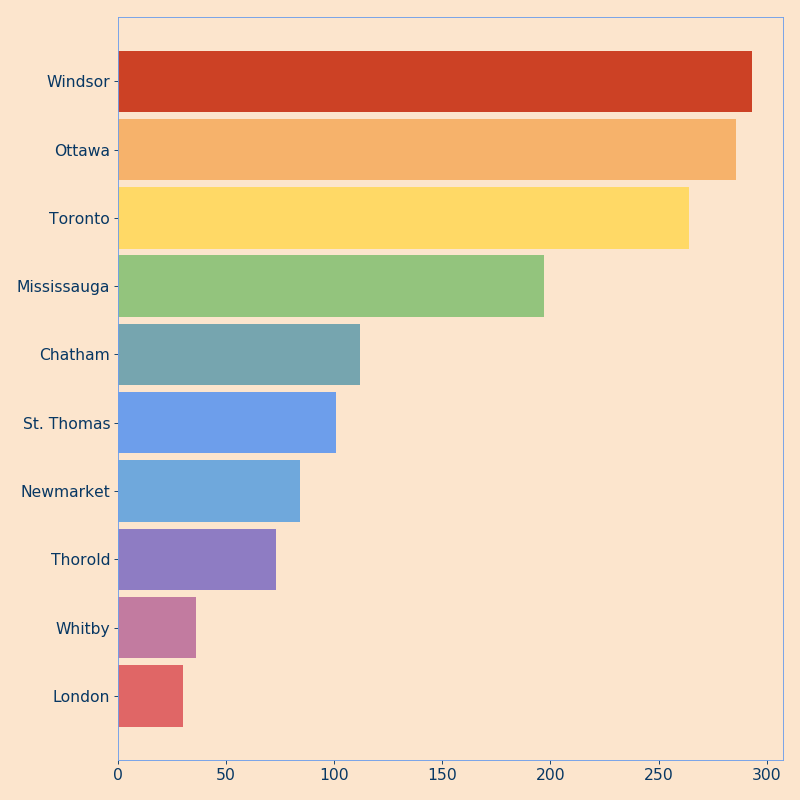 Windsor
Ottawa
Toronto
Mississauga
Chatham
St. Thomas
Newmarket
Thorold
Whitby
London
0 50 100 150 200 250 300